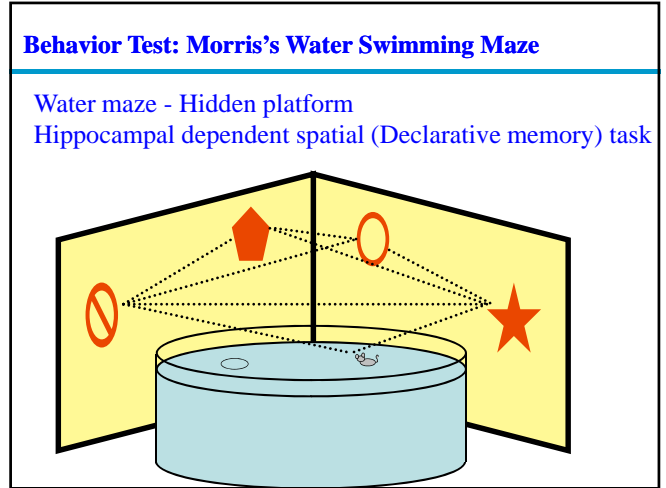 Behavior Test: Morris's Water Swimming Maze
Water maze - Hidden platform
Hippocampal dependent spatial (Declarative memory) task